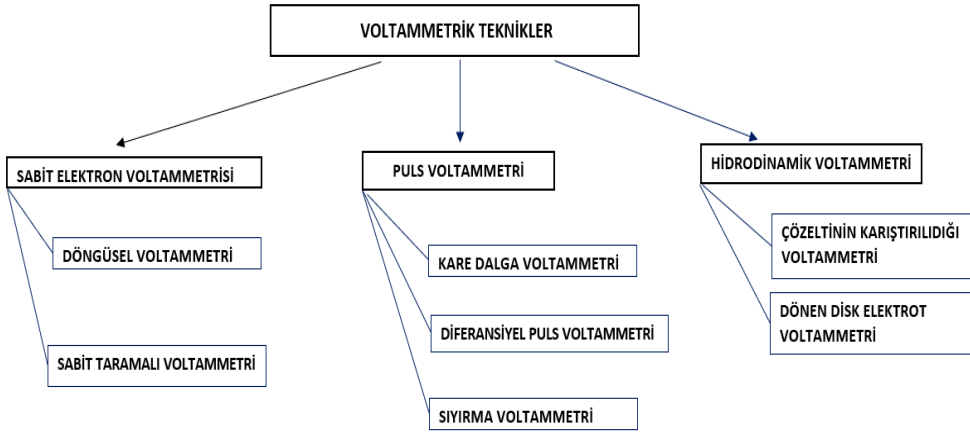 VOLTAMMETRİK TEKNİKLER
SABİT ELEKTRON VOLTAMMETRİSİ
DÖNGÜSEL VOLTAMMETRİ
SABİT TARAMALI VOLTAMMETRİ
PULS VOLTAMMETRİ
KARE DALGA VOLTAMMETRİ
DİFERANSİYEL PULS VOLTAMMETRİ
SIYIRMA VOLTAMMETRİ
HİDRODİNAMİK VOLTAMMETRİ
ÇÖZELTİNİN KARIŞTIRILIDIĞI
VOLTAMMETRİ
DÖNEN DİSK ELEKTROT
VOLTAMMETRİ